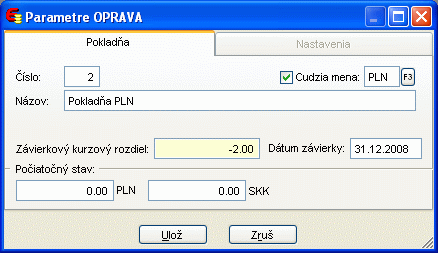 Parametre OPRAVA
Pokladňa Nastavenia
Číslo: 2 Cudzia mena: PLN F3
Názov: Pokladňa PLN
Závierkový kurzový rozdiel: -2.00 Dátum závierky: 31.12.2008
Počiatočný stav:
0.00 PLN 0.00 SKK
Ulož Zruš